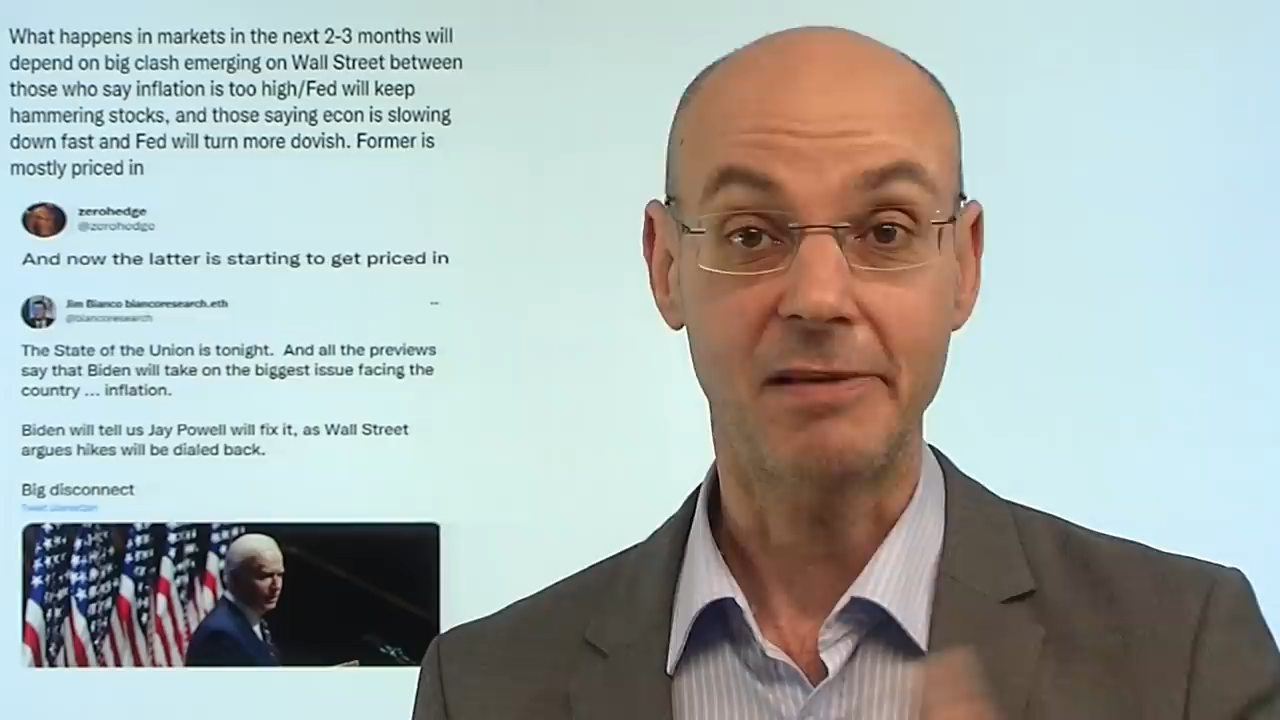 What happens in markets in the next 2-3 months will
depend on big clash emerging on Wall Street between
those who say inflation is too high/Fed will keep
hammering stocks, and those saying econ is slowing
down fast and Fed will turn more dovish. Former is
mostly priced in
zerohedge
@zerohedge
And now the latter is starting to get priced in
Jim Bianco biancoresearch.eth
@biancoresearch
The State of the Union is tonight. And all the previews
say that Biden will take on the biggest issue facing the
country ... inflation.
Biden will tell us Jay Powell will fix it, as Wall Street
argues hikes will be dialed back.
Big disconnect